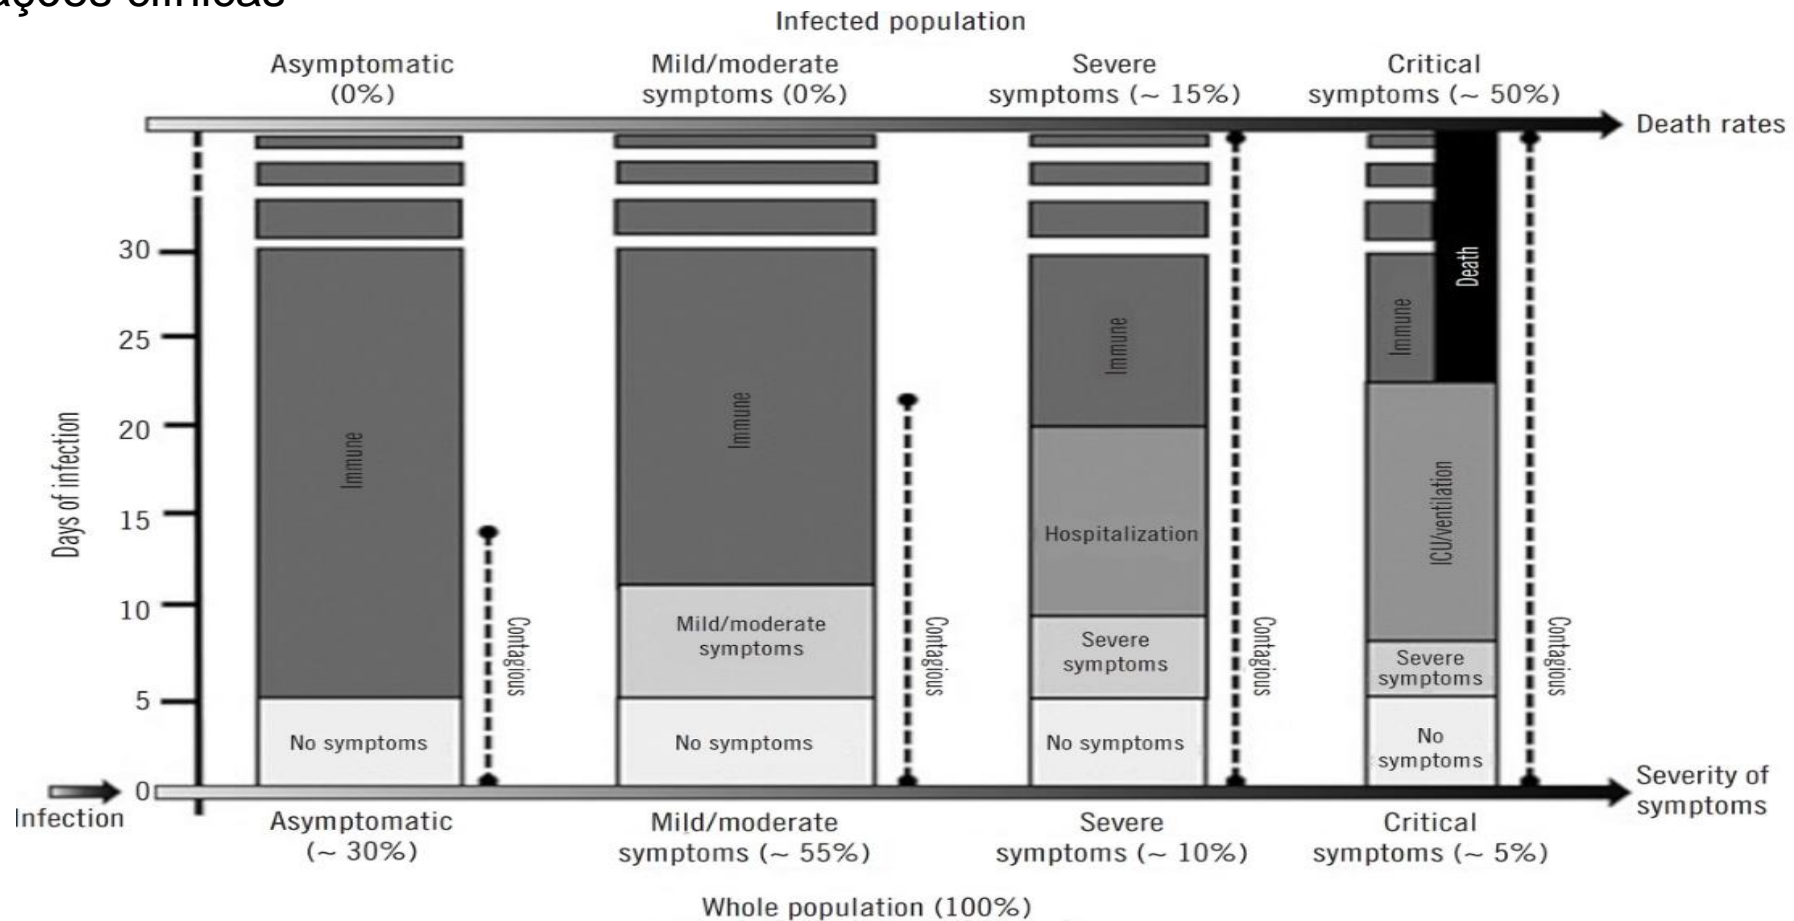 clínicas
Infected population
Asymptomatic
(0%)
Mild/moderate
symptoms (0%)
Severe
symptoms (~ 15%)
Critical
symptoms (~ 50%)
Death rates
30
25
20
15
10
5
0
Days of infection
Immune
No symptoms
Contagious
Immune
Mild/moderate
symptoms
No symptoms
Contagious
Immune
Hospitalization
Severe
symptoms
No symptoms
Contagious
Immune
Death
ICU/ventilation
Severe
symptoms
No
symptoms
Contagious
Infection
Severity of
symptoms
Asymptomatic
(~ 30%)
Mild/moderate
symptoms (~ 55%)
Severe
symptoms (~ 10%)
Critical
symptoms (~ 5%)
Whole population (100%)